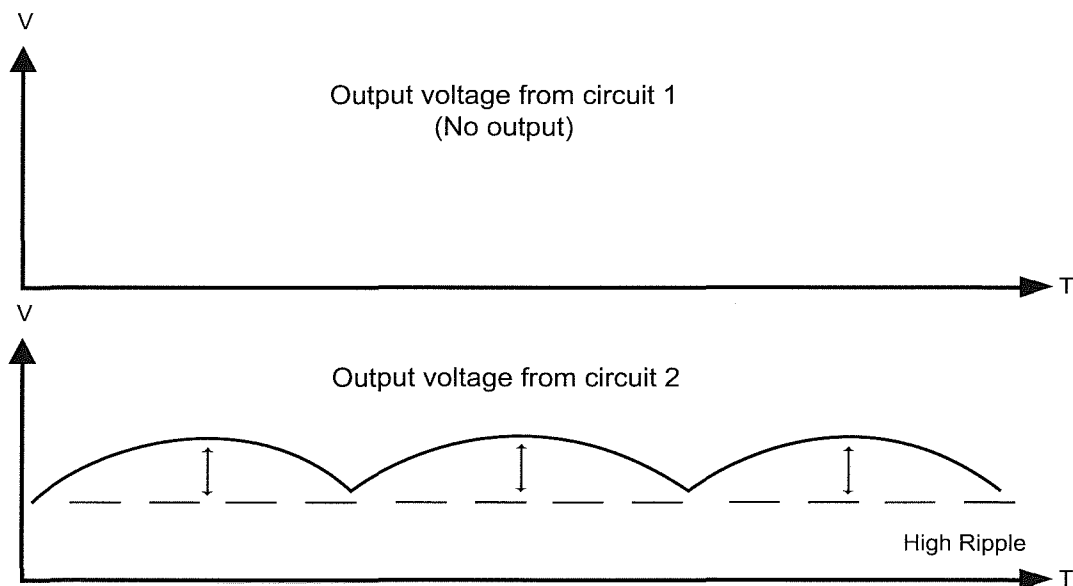 V
Output voltage from circuit 1
(No output)
T
V
Output voltage from circuit 2
High Ripple
T